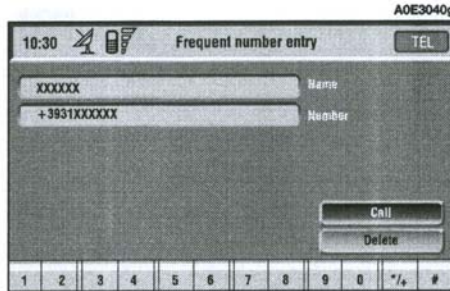 A0E3040g
10:30 Frequent number entry TEL
XXXXXX Name
+3931XXXXXX Number
Call
Delete
1 2 3 4 5 6 7 8 9 0 */+ #